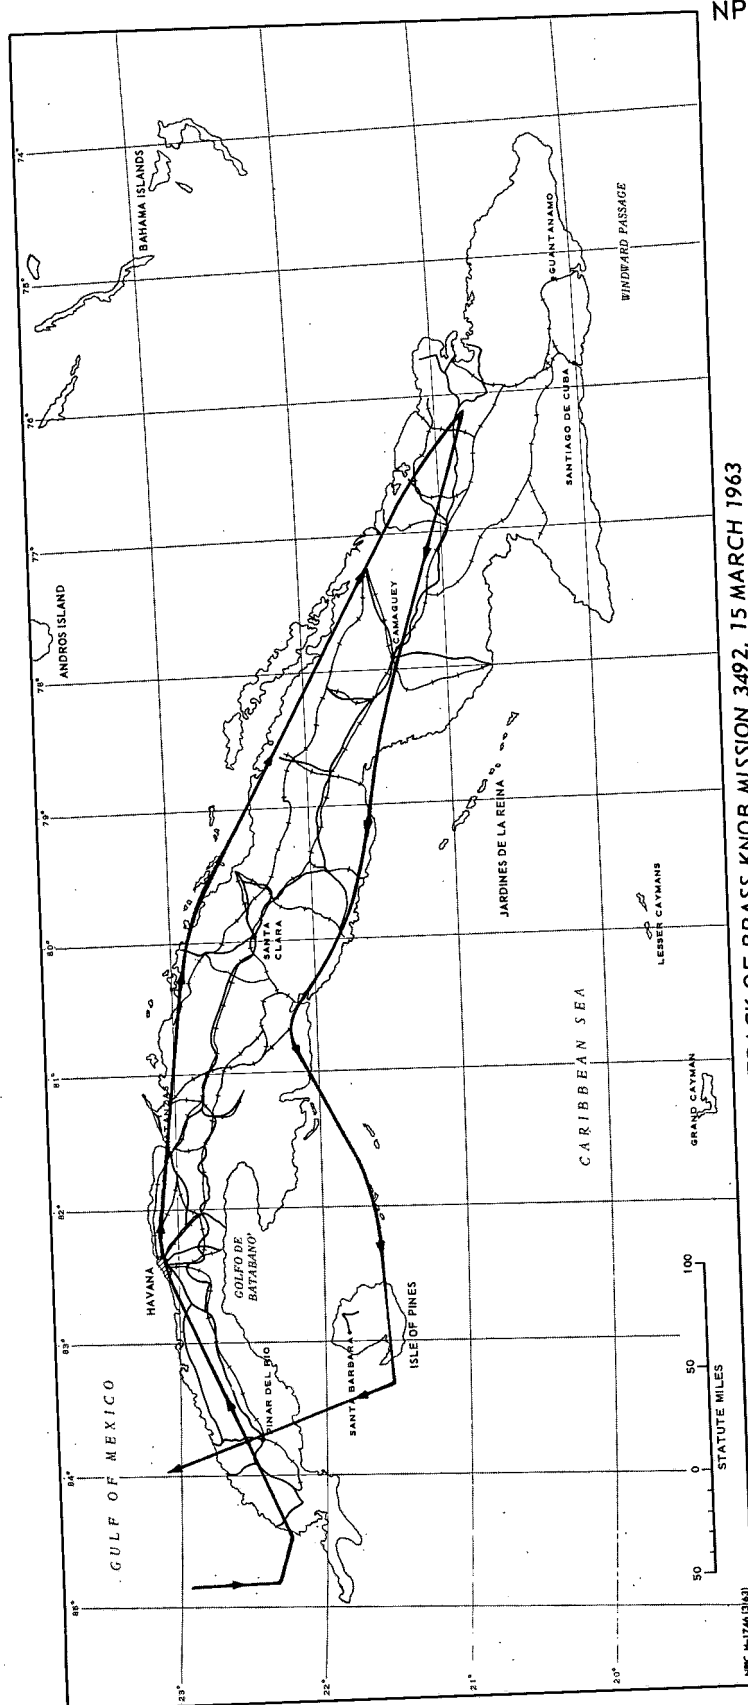 NP
74°
75°
76°
77°
78°
79°
80°
81°
82°
83°
84°
85°
23°
22°
21°
20°
BAHAMA ISLANDS
ANDROS ISLAND
GUANTANAMO
WINDWARD PASSAGE
SANTIAGO DE CUBA
CAMAGUEY
JARDINES DE LA REINA
SANTA
CLARA
LESSER CAYMANS
CARIBBEAN SEA
GRAND CAYMAN
HAVANA
GOLFO DE
BATABANO
ISLE OF PINES
SANTA BARBARA
PINAR DEL RIO
GULF OF MEXICO
50 0 50 100
STATUTE MILES
OF BRASS KNOB MISSION 3492, 15 MARCH 1963